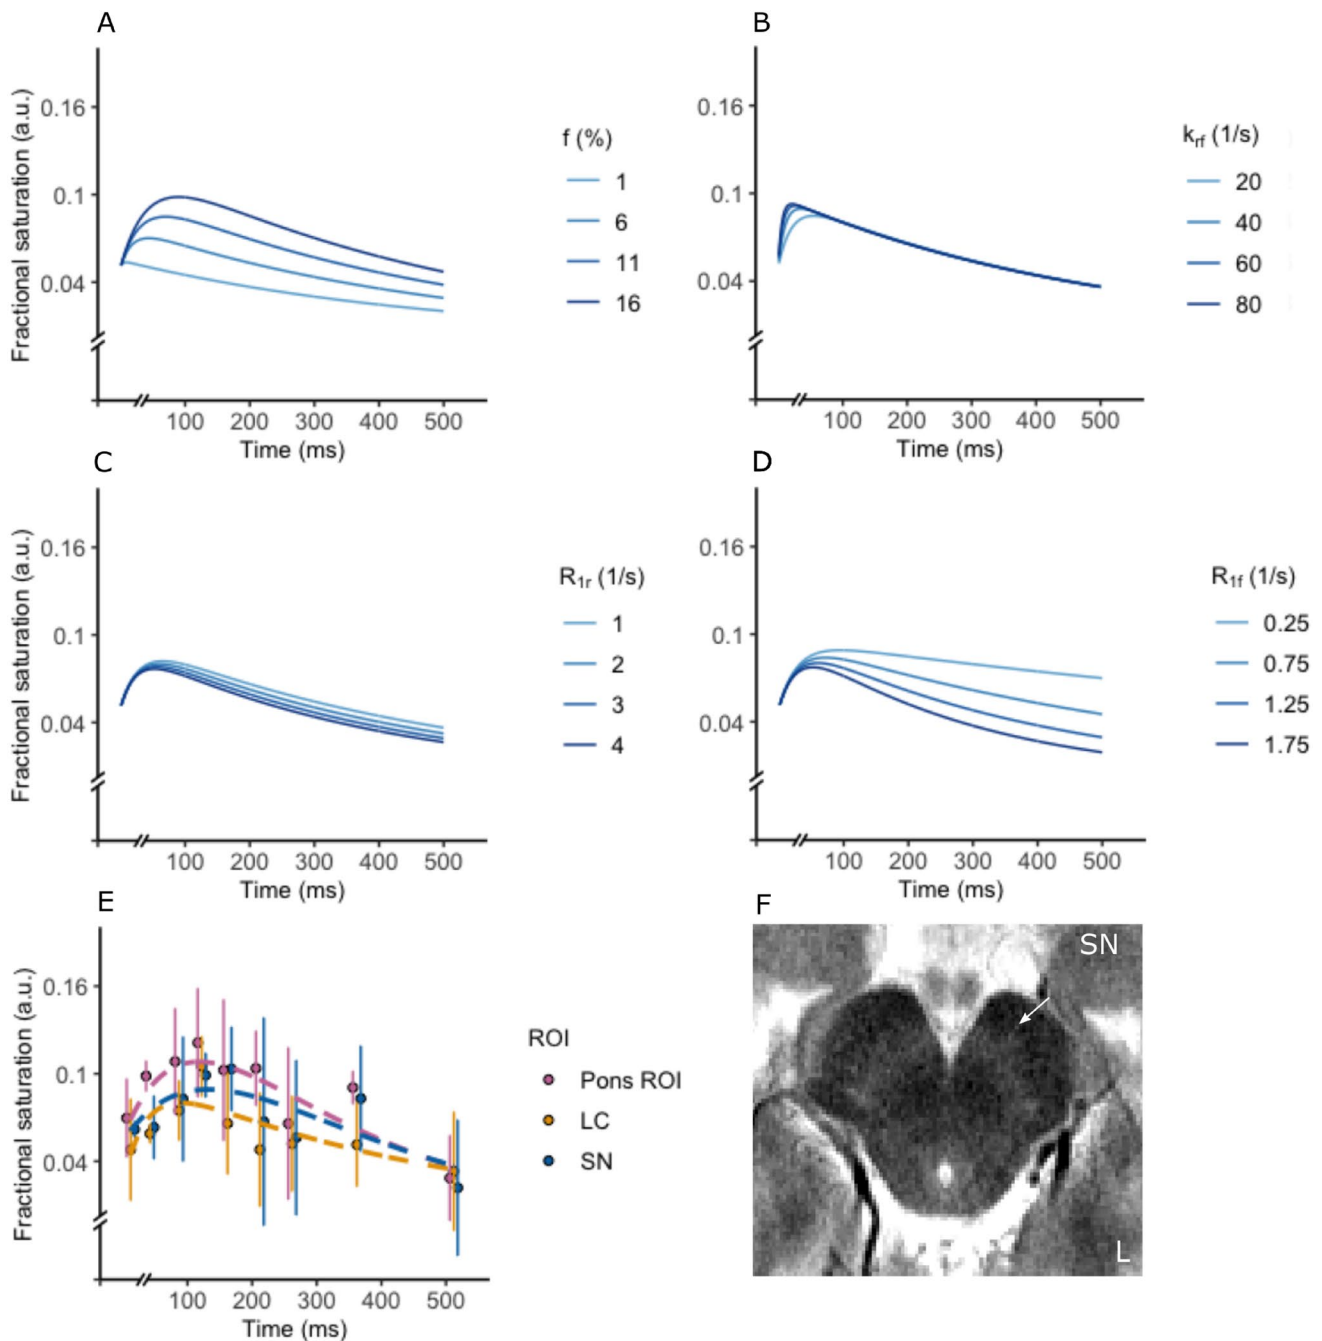 A
Fractional saturation (a.u.)
0.16
0.1
0.04
100 200 300 400 500
Time (ms)
f (%)
1
6
11
16
B
0.16
0.1
0.04
100 200 300 400 500
Time (ms)
krf (1/s)
20
40
60
80
C
Fractional saturation (a.u.)
0.16
0.1
0.04
100 200 300 400 500
Time (ms)
R1r (1/s)
1
2
3
4
D
0.16
0.1
0.04
100 200 300 400 500
Time (ms)
R1f (1/s)
0.25
0.75
1.25
1.75
E
Fractional saturation (a.u.)
0.16
0.1
0.04
100 200 300 400 500
Time (ms)
ROI
Pons ROI
LC
SN
F
SN
L